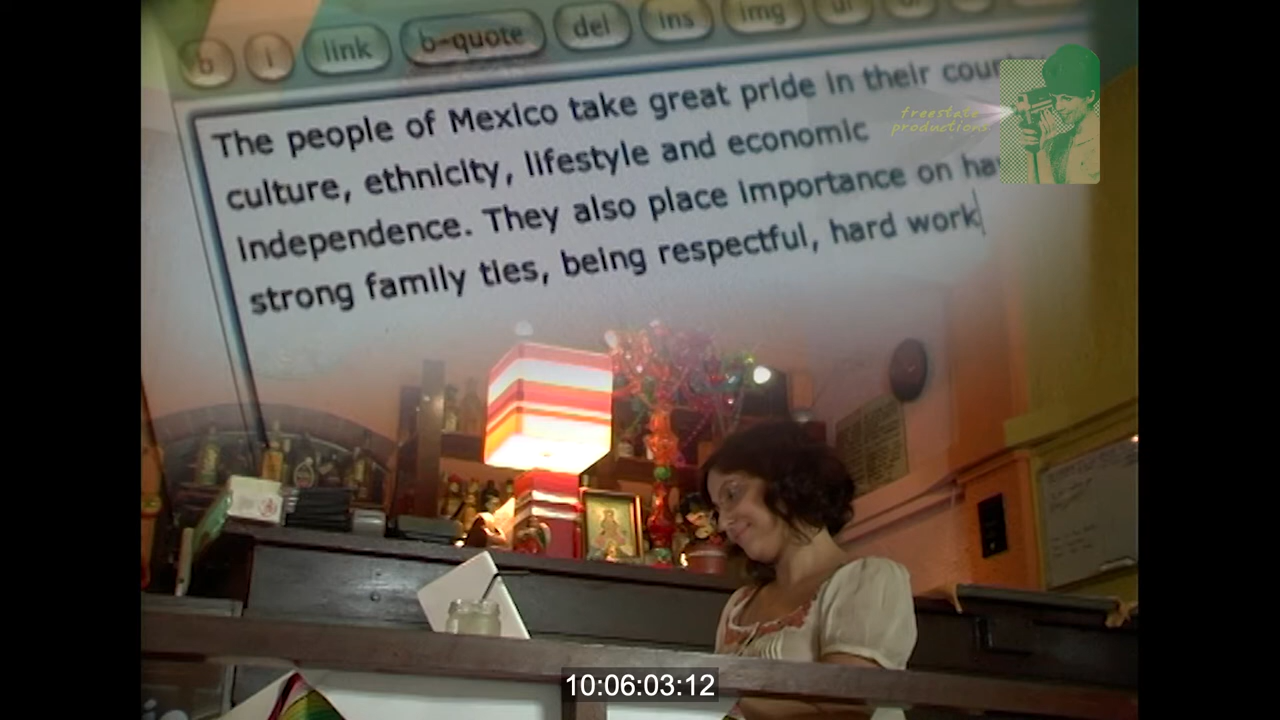 b i link b-quote del ins img ul
The people of Mexico take great pride in their
culture, ethnicity, lifestyle and economic
independence. They also place importance on
strong family ties, being respectful, hard work
freestate
productions
10:06:03:12